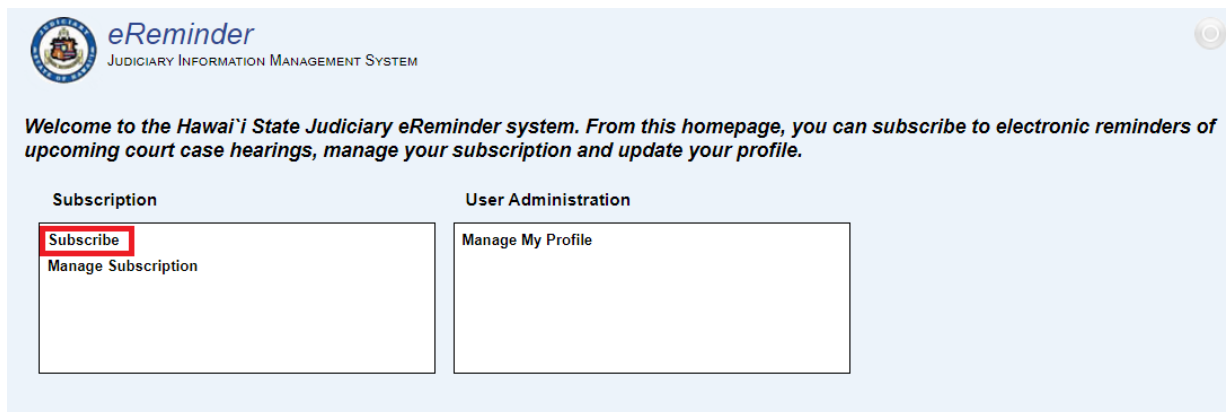 eReminder
JUDICIARY INFORMATION MANAGEMENT SYSTEM
Welcome to the Hawai`i State Judiciary eReminder system. From this homepage, you can subscribe to electronic reminders of
upcoming court case hearings, manage your subscription and update your profile.
Subscription
Subscribe
Manage Subscription
User Administration
Manage My Profile